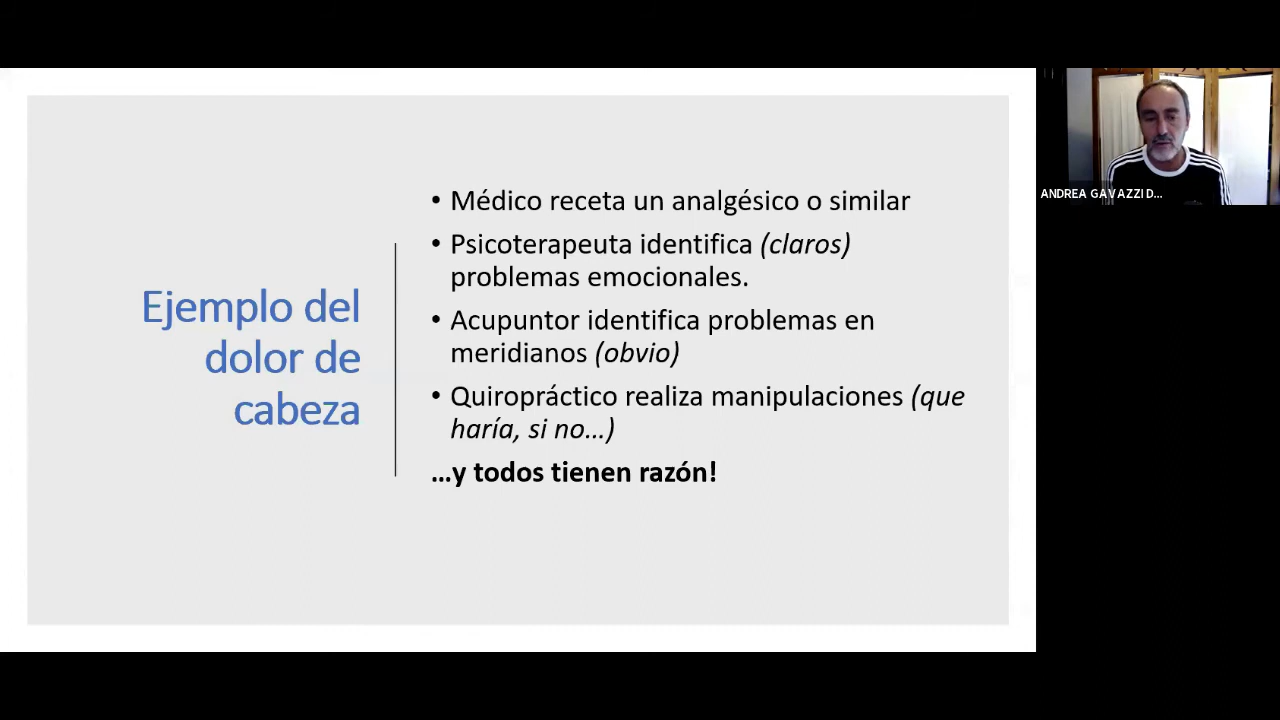 Ejemplo del
dolor de
cabeza
• Médico receta un analgésico o similar
• Psicoterapeuta identifica (claros)
problemas emocionales.
• Acupuntor identifica problemas en
meridianos (obvio)
• Quiropráctico realiza manipulaciones (que
haría, si no...)
...y todos tienen razón!
ANDREA GAVAZZI D...